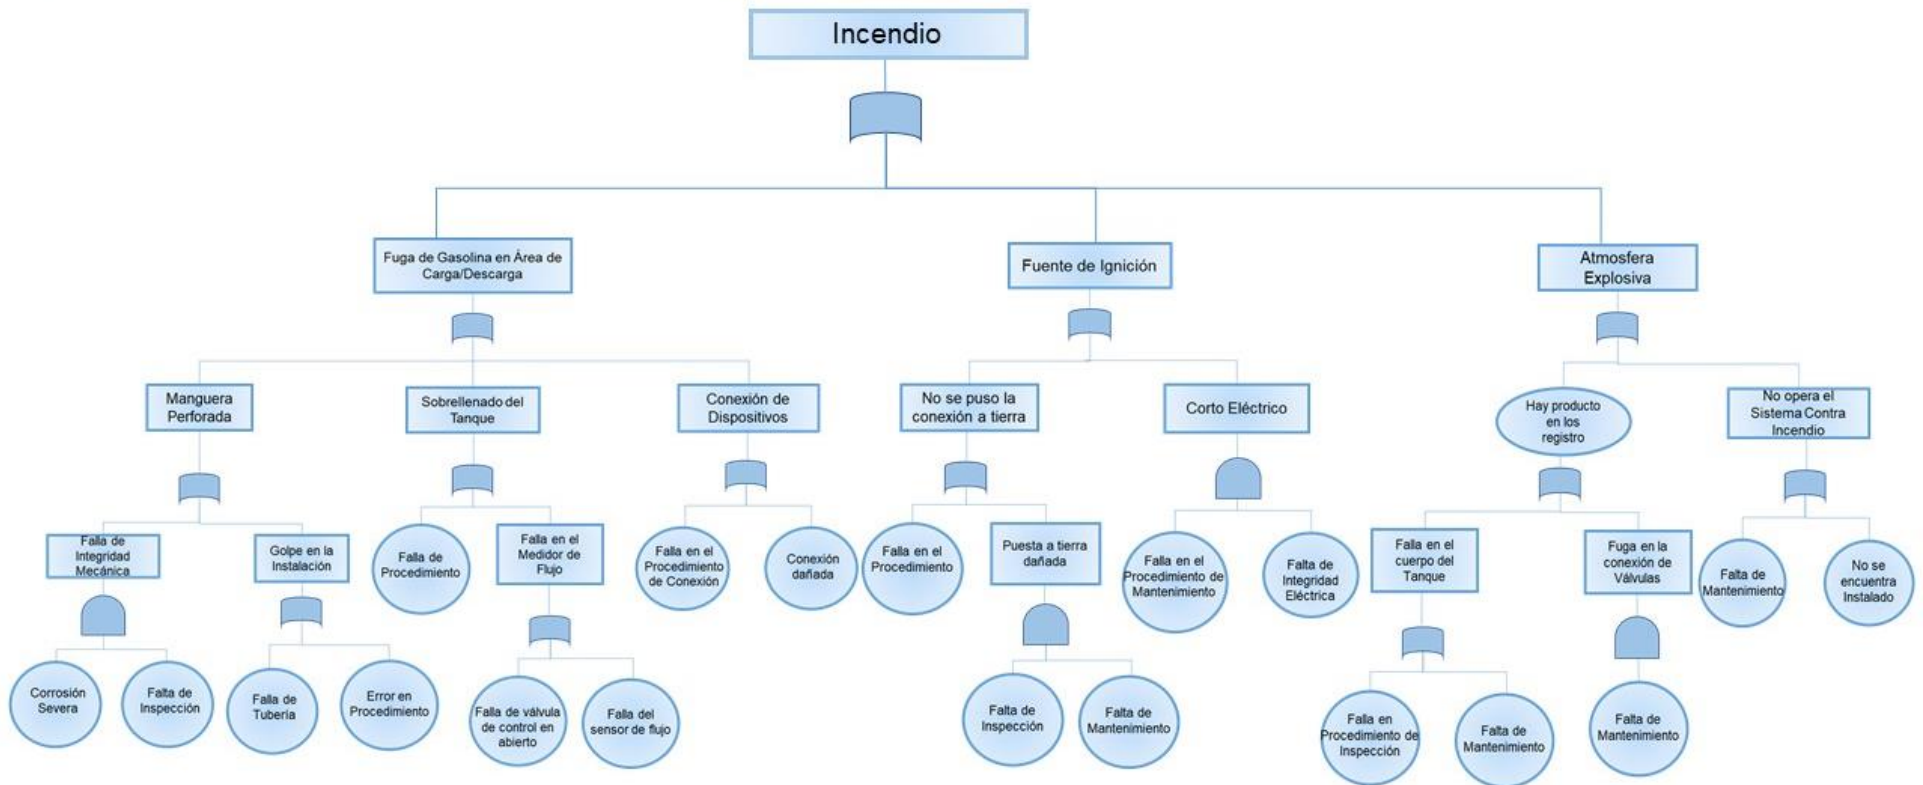 Incendio
Fuga de Gasolina en Área de
Carga/Descarga
Fuente de Ignición
Atmosfera
Explosiva
Manguera
Perforada
Sobrellenado del
Tanque
Conexión de
Dispositivos
No se puso la
conexión a tierra
Corto Eléctrico
Hay producto
en los
registro
No opera el
Sistema Contra
Incendio
Falla de
Integridad
Mecánica
Golpe en la
Instalación
Falla de
Procedimiento
Falla en el
Medidor de
Flujo
Falla en el
Procedimiento
de Conexión
Conexión
dañada
Falla en el
Procedimiento
Puesta a tierra
dañada
Falla en el
Procedimiento de
Mantenimiento
Falta de
Integridad
Eléctrica
Falla en el
cuerpo del
Tanque
Fuga en la
conexión de
Válvulas
Falta de
Mantenimiento
No se
encuentra
Instalado
Corrosión
Severa
Falta de
Inspección
Falla de
Tubería
Error en
Procedimiento
Falla de válvula
de control en
abierto
Falla del
sensor de flujo
Falta de
Inspección
Falta de
Mantenimiento
Falla en
Procedimiento de
Inspección
Falta de
Mantenimiento
Falta de
Mantenimiento